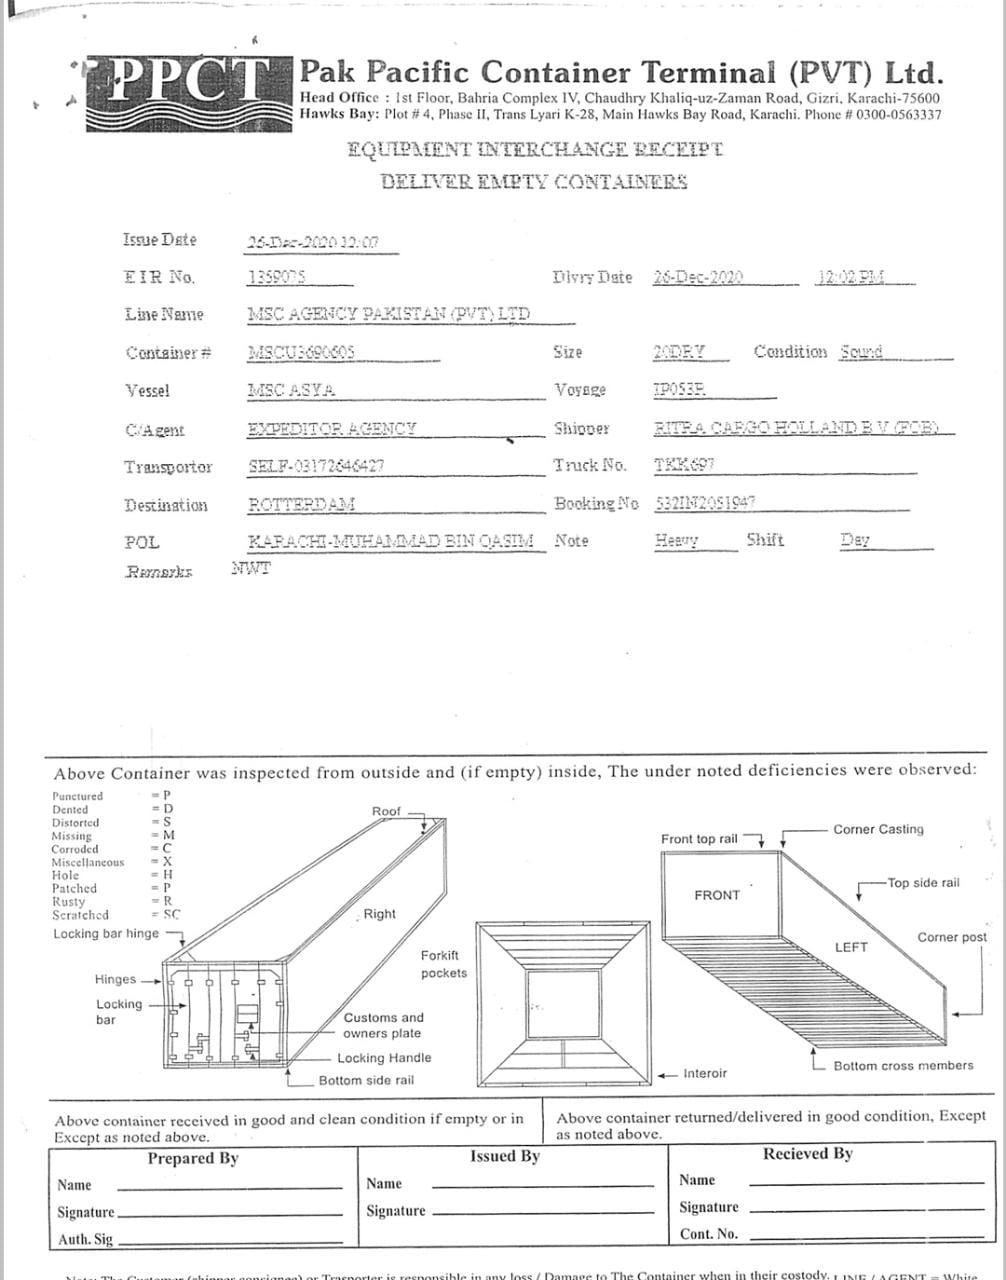 PPCT
Pak Pacific Container Terminal (PVT) Ltd.
Head Office : 1st Floor, Bahria Complex IV, Chaudhry Khaliq-uz-Zaman Road, Gizri, Karachi-75600
Hawks Bay: Plot # 4, Phase II, Trans Lyari K-28, Main Hawks Bay Road, Karachi. Phone # 0300-0563337
EQUIPMENT INTERCHANGE RECEIPT
DELIVER EMPTY CONTAINERS
Issue Date 26-Dec-2020 12:07
EIR No. 1359075 Dlvry Date 26-Dec-2020 12:02 PM
Line Name MSC AGENCY PAKISTAN (PVT) LTD
Container # MSCU3690605 Size 20DRY Condition Sound
Vessel MSC ASYA Voyage IP053R
C/Agent EXPEDITOR AGENCY Shipper RITRA CARGO HOLLAND B V (FOB)
Transportor SELF-03172646427 Truck No. TKK697
Destination ROTTERDAM Booking No 532IN2051947
POL KARACHI-MUHAMMAD BIN QASIM Note Heavy Shift Day
Remarks NWT
Above Container was inspected from outside and (if empty) inside, The under noted deficiencies were observed:
Punctured = P
Dented = D
Distorted = S
Missing = M
Corroded = C
Miscellaneous = X
Hole = H
Patched = P
Rusty = R
Scratched = SC
Roof
Right
Locking bar hinge
Hinges
Locking
bar
Customs and
owners plate
Locking Handle
Bottom side rail
Forkift
pockets
Interoir
Front top rail
Corner Casting
FRONT
Top side rail
LEFT
Corner post
Bottom cross members
Above container received in good and clean condition if empty or in
Except as noted above.
Above container returned/delivered in good condition, Except
as noted above.
Prepared By
Name
Signature
Auth. Sig
Issued By
Name
Signature
Recieved By
Name
Signature
Cont. No.
Note: The Customer (shipper consignee) or Trasporter is responsible in any loss / Damage to The Container when in their custody. LINE / AGENT = White